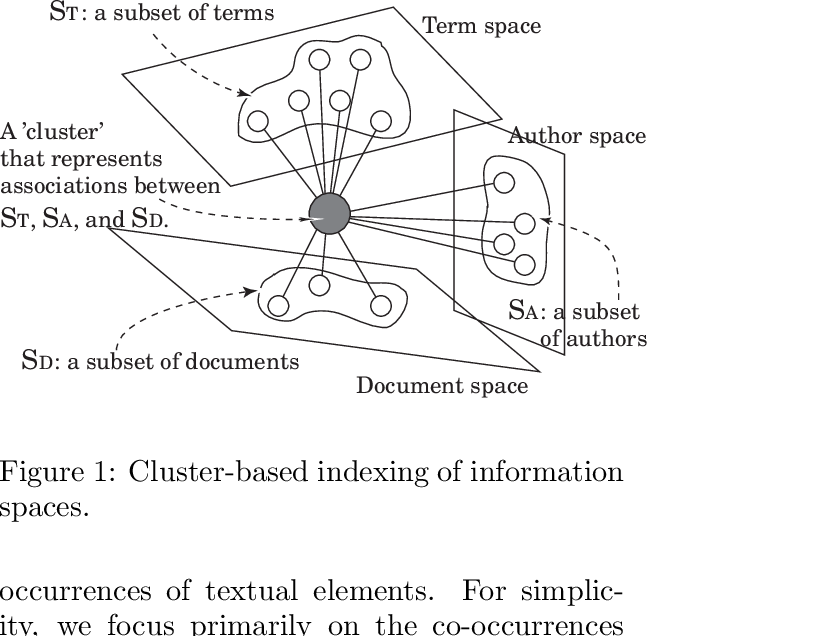 ST: a subset of terms
Term space
A 'cluster'
that represents
associations between
ST, SA, and SD.
Author space
SA: a subset
of authors
SD: a subset of documents
Document space
Figure 1: Cluster-based indexing of information
spaces.
occurrences of textual elements. For simplic-
ity, we focus primarily on the co-occurrences